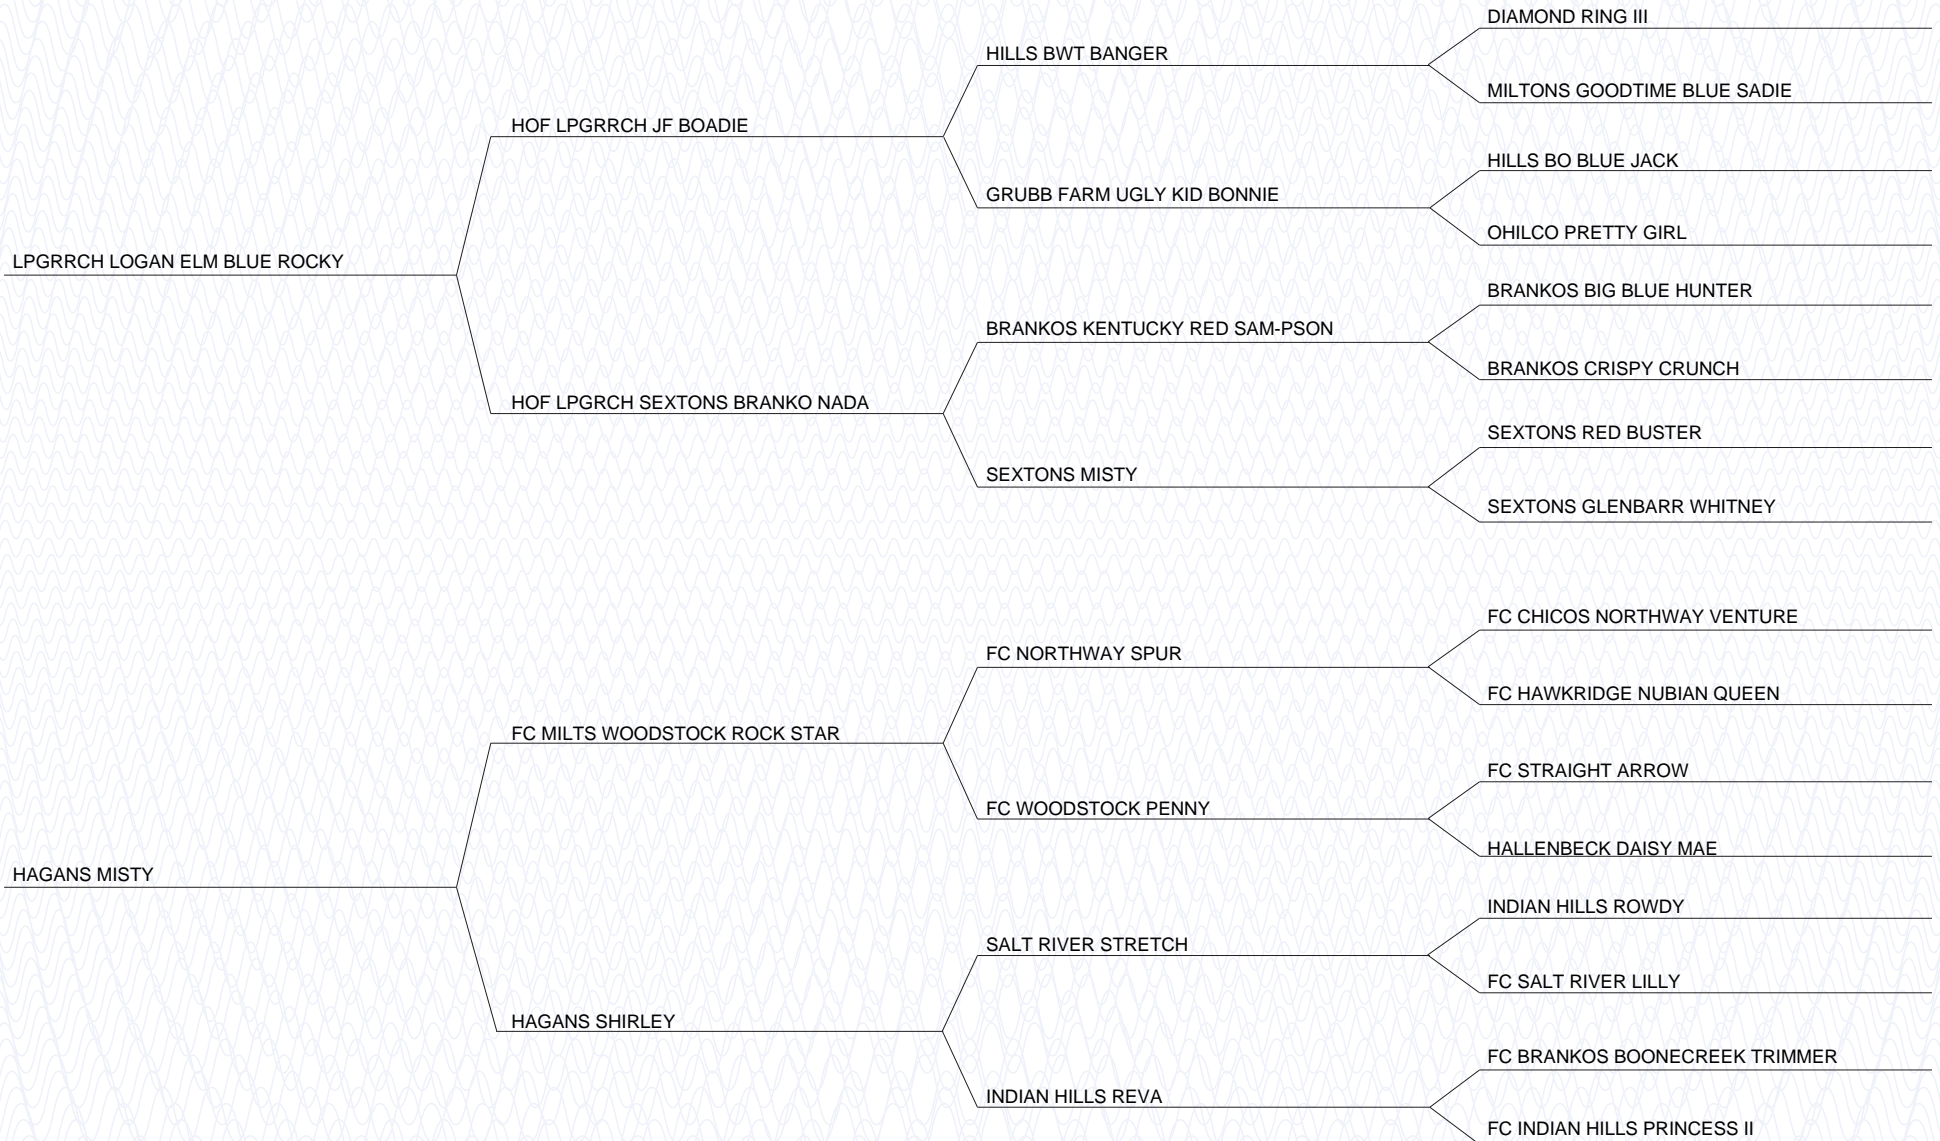 DIAMOND RING III
HILLS BWT BANGER
MILTONS GOODTIME BLUE SADIE
HOF LPGRRCH JF BOADIE
HILLS BO BLUE JACK
GRUBB FARM UGLY KID BONNIE
OHILCO PRETTY GIRL
LPGRRCH LOGAN ELM BLUE ROCKY
BRANKOS BIG BLUE HUNTER
BRANKOS KENTUCKY RED SAM-PSON
BRANKOS CRISPY CRUNCH
HOF LPGRCH SEXTONS BRANKO NADA
SEXTONS RED BUSTER
SEXTONS MISTY
SEXTONS GLENBARR WHITNEY
FC CHICOS NORTHWAY VENTURE
FC NORTHWAY SPUR
FC HAWKRIDGE NUBIAN QUEEN
FC MILTS WOODSTOCK ROCK STAR
FC STRAIGHT ARROW
FC WOODSTOCK PENNY
HALLENBECK DAISY MAE
HAGANS MISTY
INDIAN HILLS ROWDY
SALT RIVER STRETCH
FC SALT RIVER LILLY
HAGANS SHIRLEY
FC BRANKOS BOONECREEK TRIMMER
INDIAN HILLS REVA
FC INDIAN HILLS PRINCESS II